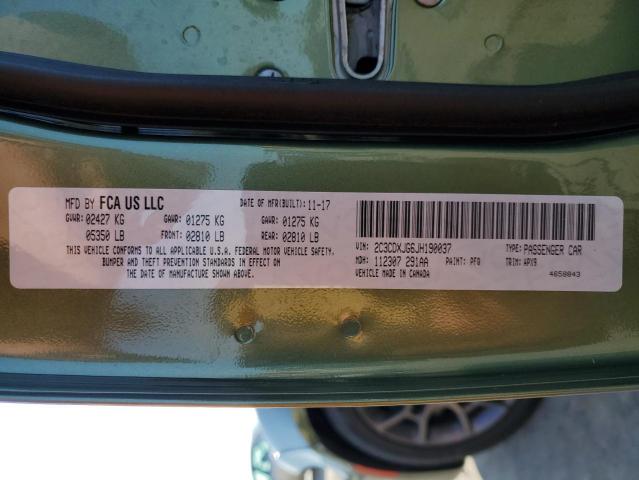 MFD BY FCA US LLC DATE OF MFR(BUILT): 11-17
GVWR: 02427 KG GAWR: 01275 KG GAWR: 01275 KG
05350 LB FRONT: 02810 LB REAR: 02810 LB
THIS CAR CONFORMS TO ALL APPLICABLE U.S.A. FEDERAL MOTOR VEHICLE SAFETY,
BUMPER AND THEFT PREVENTION STANDARDS IN EFFECT ON
THE DATE OF MANUFACTURE SHOWN ABOVE.
VIN: 2C3CDXJG6JH190037 TYPE: PASSENGER CAR
MDH: 112307 291AA PAINT: PFQ TRIM: APX9
VEHICLE MADE IN CANADA 4658843